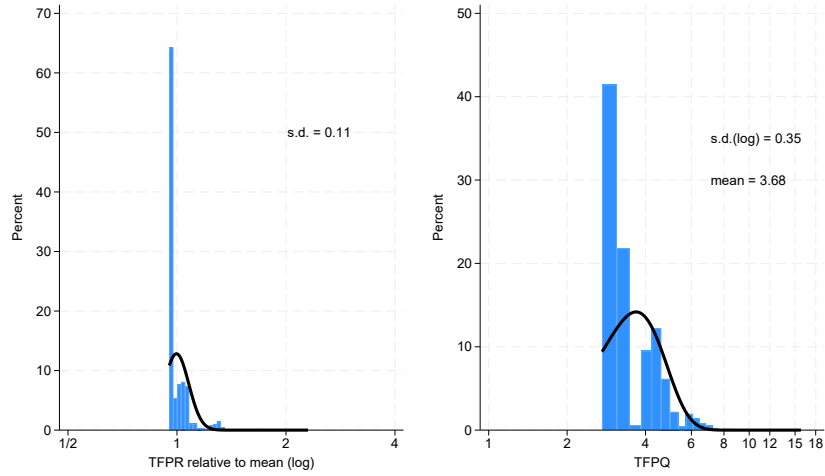 70
60
50
40
30
20
10
0
Percent
s.d. = 0.11
1/2 1 2 4
TFPR relative to mean (log)
50
40
30
20
10
0
Percent
s.d.(log) = 0.35
mean = 3.68
1 2 4 6 8 10 12 15 18
TFPQ